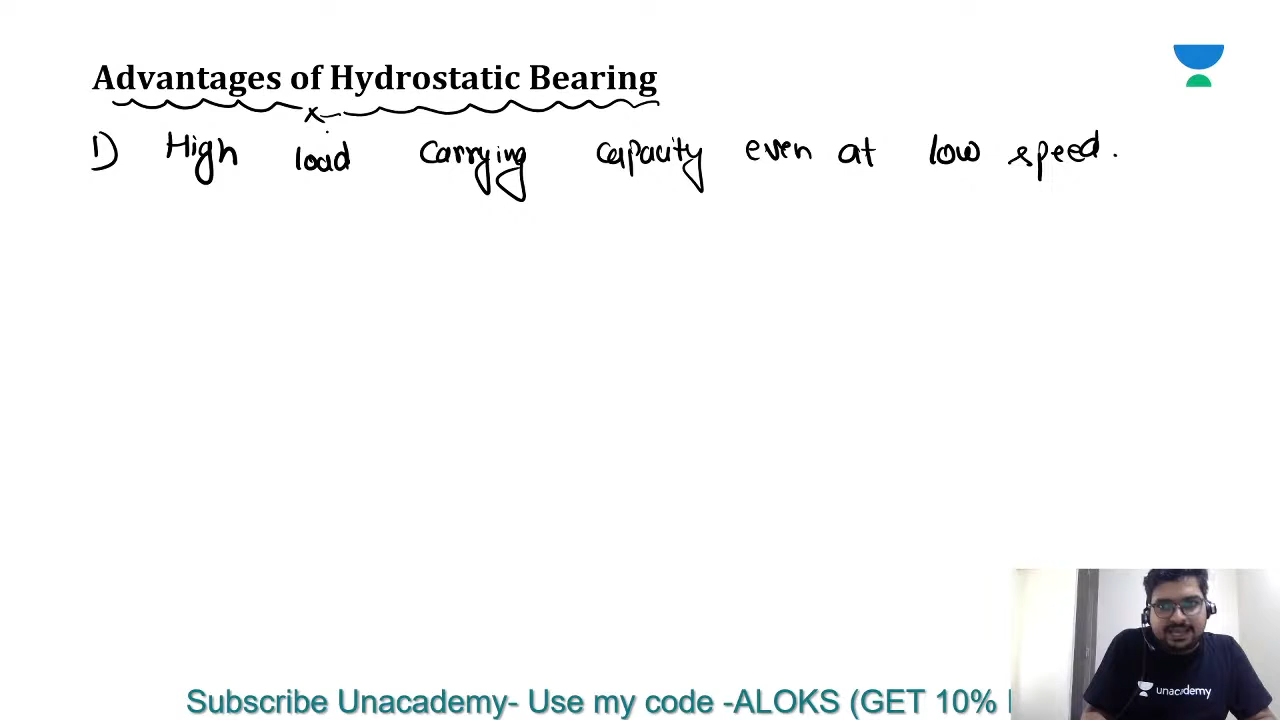 Advantages of Hydrostatic Bearing
1) High load carrying capacity even at low speed.
unacademy
Subscribe Unacademy- Use my code -ALOKS (GET 10%